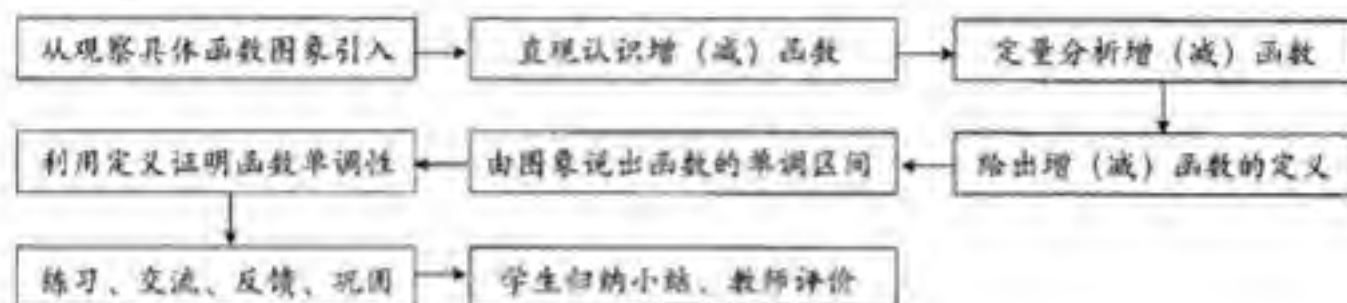 从观察具体函数图象引入
直观认识增（减）函数
定量分析增（减）函数
给出增（减）函数的定义
由图象说出函数的单调区间
利用定义证明函数单调性
练习、交流、反馈、巩固
学生归纳小结、教师评价